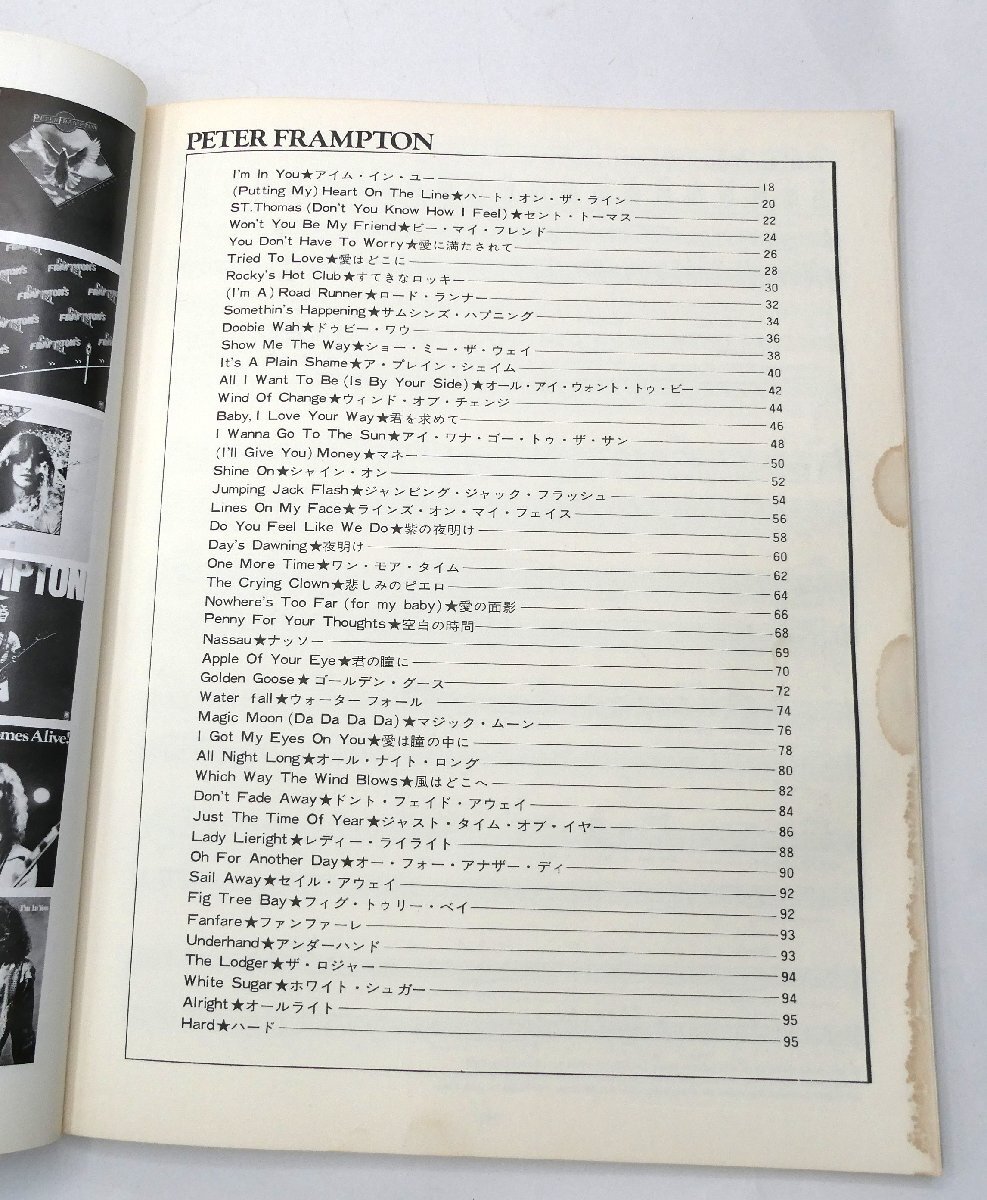 PETER FRAMPTON
I'm In You★アイム・イン・ユー 18
(Putting My) Heart On The Line★ハート・オン・ザ・ライン 20
ST.Thomas (Don't You Know How I Feel)★セント・トーマス 22
Won't You Be My Friend★ビー・マイ・フレンド 24
You Don't Have To Worry★愛に満たされて 26
Tried To Love★愛はどこに 28
Rocky's Hot Club★すてきなロッキー 30
(I'm A) Road Runner★ロード・ランナー 32
Somethin's Happening★サムシンズ・ハプニング 34
Doobie Wah★ドゥビー・ワウ 36
Show Me The Way★ショー・ミー・ザ・ウェイ 38
It's A Plain Shame★ア・プレイン・シェイム 40
All I Want To Be (Is By Your Side)★オール・アイ・ウォント・トゥ・ビー 42
Wind Of Change★ウィンド・オブ・チェンジ 44
Baby, I Love Your Way★君を求めて 46
I Wanna Go To The Sun★アイ・ワナ・ゴー・トゥ・ザ・サン 48
(I'll Give You) Money★マネー 50
Shine On★シャイン・オン 52
Jumping Jack Flash★ジャンピング・ジャック・フラッシュ 54
Lines On My Face★ラインズ・オン・マイ・フェイス 56
Do You Feel Like We Do★紫の夜明け 58
Day's Dawning★夜明け 60
One More Time★ワン・モア・タイム 62
The Crying Clown★悲しみのピエロ 64
Nowhere's Too Far (for my baby)★愛の面影 66
Penny For Your Thoughts★空白の時間 68
Nassau★ナッソー 69
Apple Of Your Eye★君の瞳に 70
Golden Goose★ゴールデン・グース 72
Water fall★ウォーターフォール 74
Magic Moon (Da Da Da Da)★マジック・ムーン 76
I Got My Eyes On You★愛は瞳の中に 78
All Night Long★オール・ナイト・ロング 80
Which Way The Wind Blows★風はどこへ 82
Don't Fade Away★ドント・フェイド・アウェイ 84
Just The Time Of Year★ジャスト・タイム・オブ・イヤー 86
Lady Lieright★レディー・ライライト 88
Oh For Another Day★オー・フォー・アナザー・ディ 90
Sail Away★セイル・アウェイ 92
Fig Tree Bay★フィグ・トゥリー・ベイ 92
Fanfare★ファンファーレ 93
Underhand★アンダーハンド 93
The Lodger★ザ・ロジャー 94
White Sugar★ホワイト・シュガー 94
Alright★オールライト 95
Hard★ハード 95